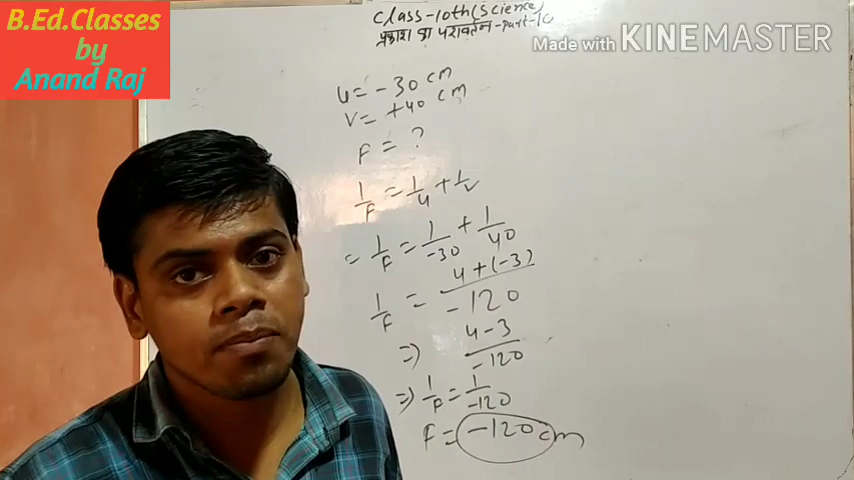 B.Ed.Classes
by
Anand Raj
Class-10th (Science)
प्रकाश का परावर्तन-Part-10
Made with KINEMASTER
u = - 30 cm
v = + 40 cm
F = ?
1/F = 1/u + 1/v
= 1/F = 1/-30 + 1/40
1/F = 4+(-3)/-120
=) 4-3/-120
=) 1/F = 1/-120
F = -120 cm